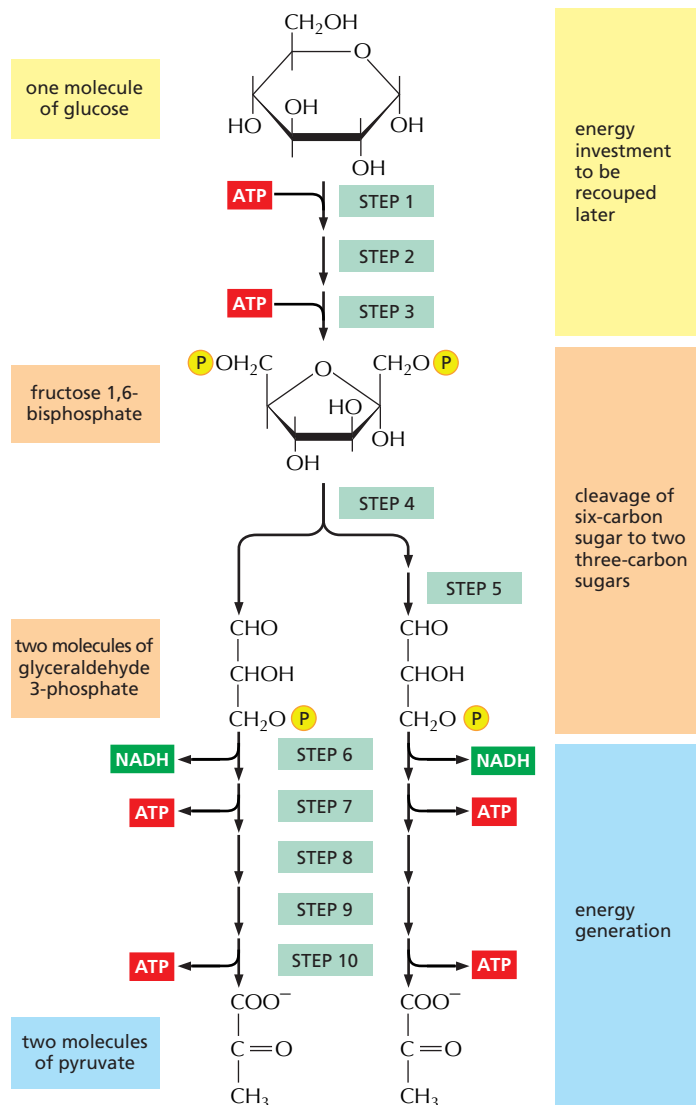 CH₂OH
O
HO
OH
OH
OH
one molecule
of glucose
energy
investment
to be
recouped
later
ATP
STEP 1
STEP 2
ATP
STEP 3
P OH₂C
O
CH₂O P
HO
OH
OH
fructose 1,6-
bisphosphate
STEP 4
cleavage of
six-carbon
sugar to two
three-carbon
sugars
STEP 5
two molecules of
glyceraldehyde
3-phosphate
CHO
CHOH
CH₂O P
CHO
CHOH
CH₂O P
NADH
STEP 6
NADH
ATP
STEP 7
ATP
STEP 8
STEP 9
energy
generation
ATP
STEP 10
ATP
two molecules
of pyruvate
COO⁻
C=O
CH₃
COO⁻
C=O
CH₃